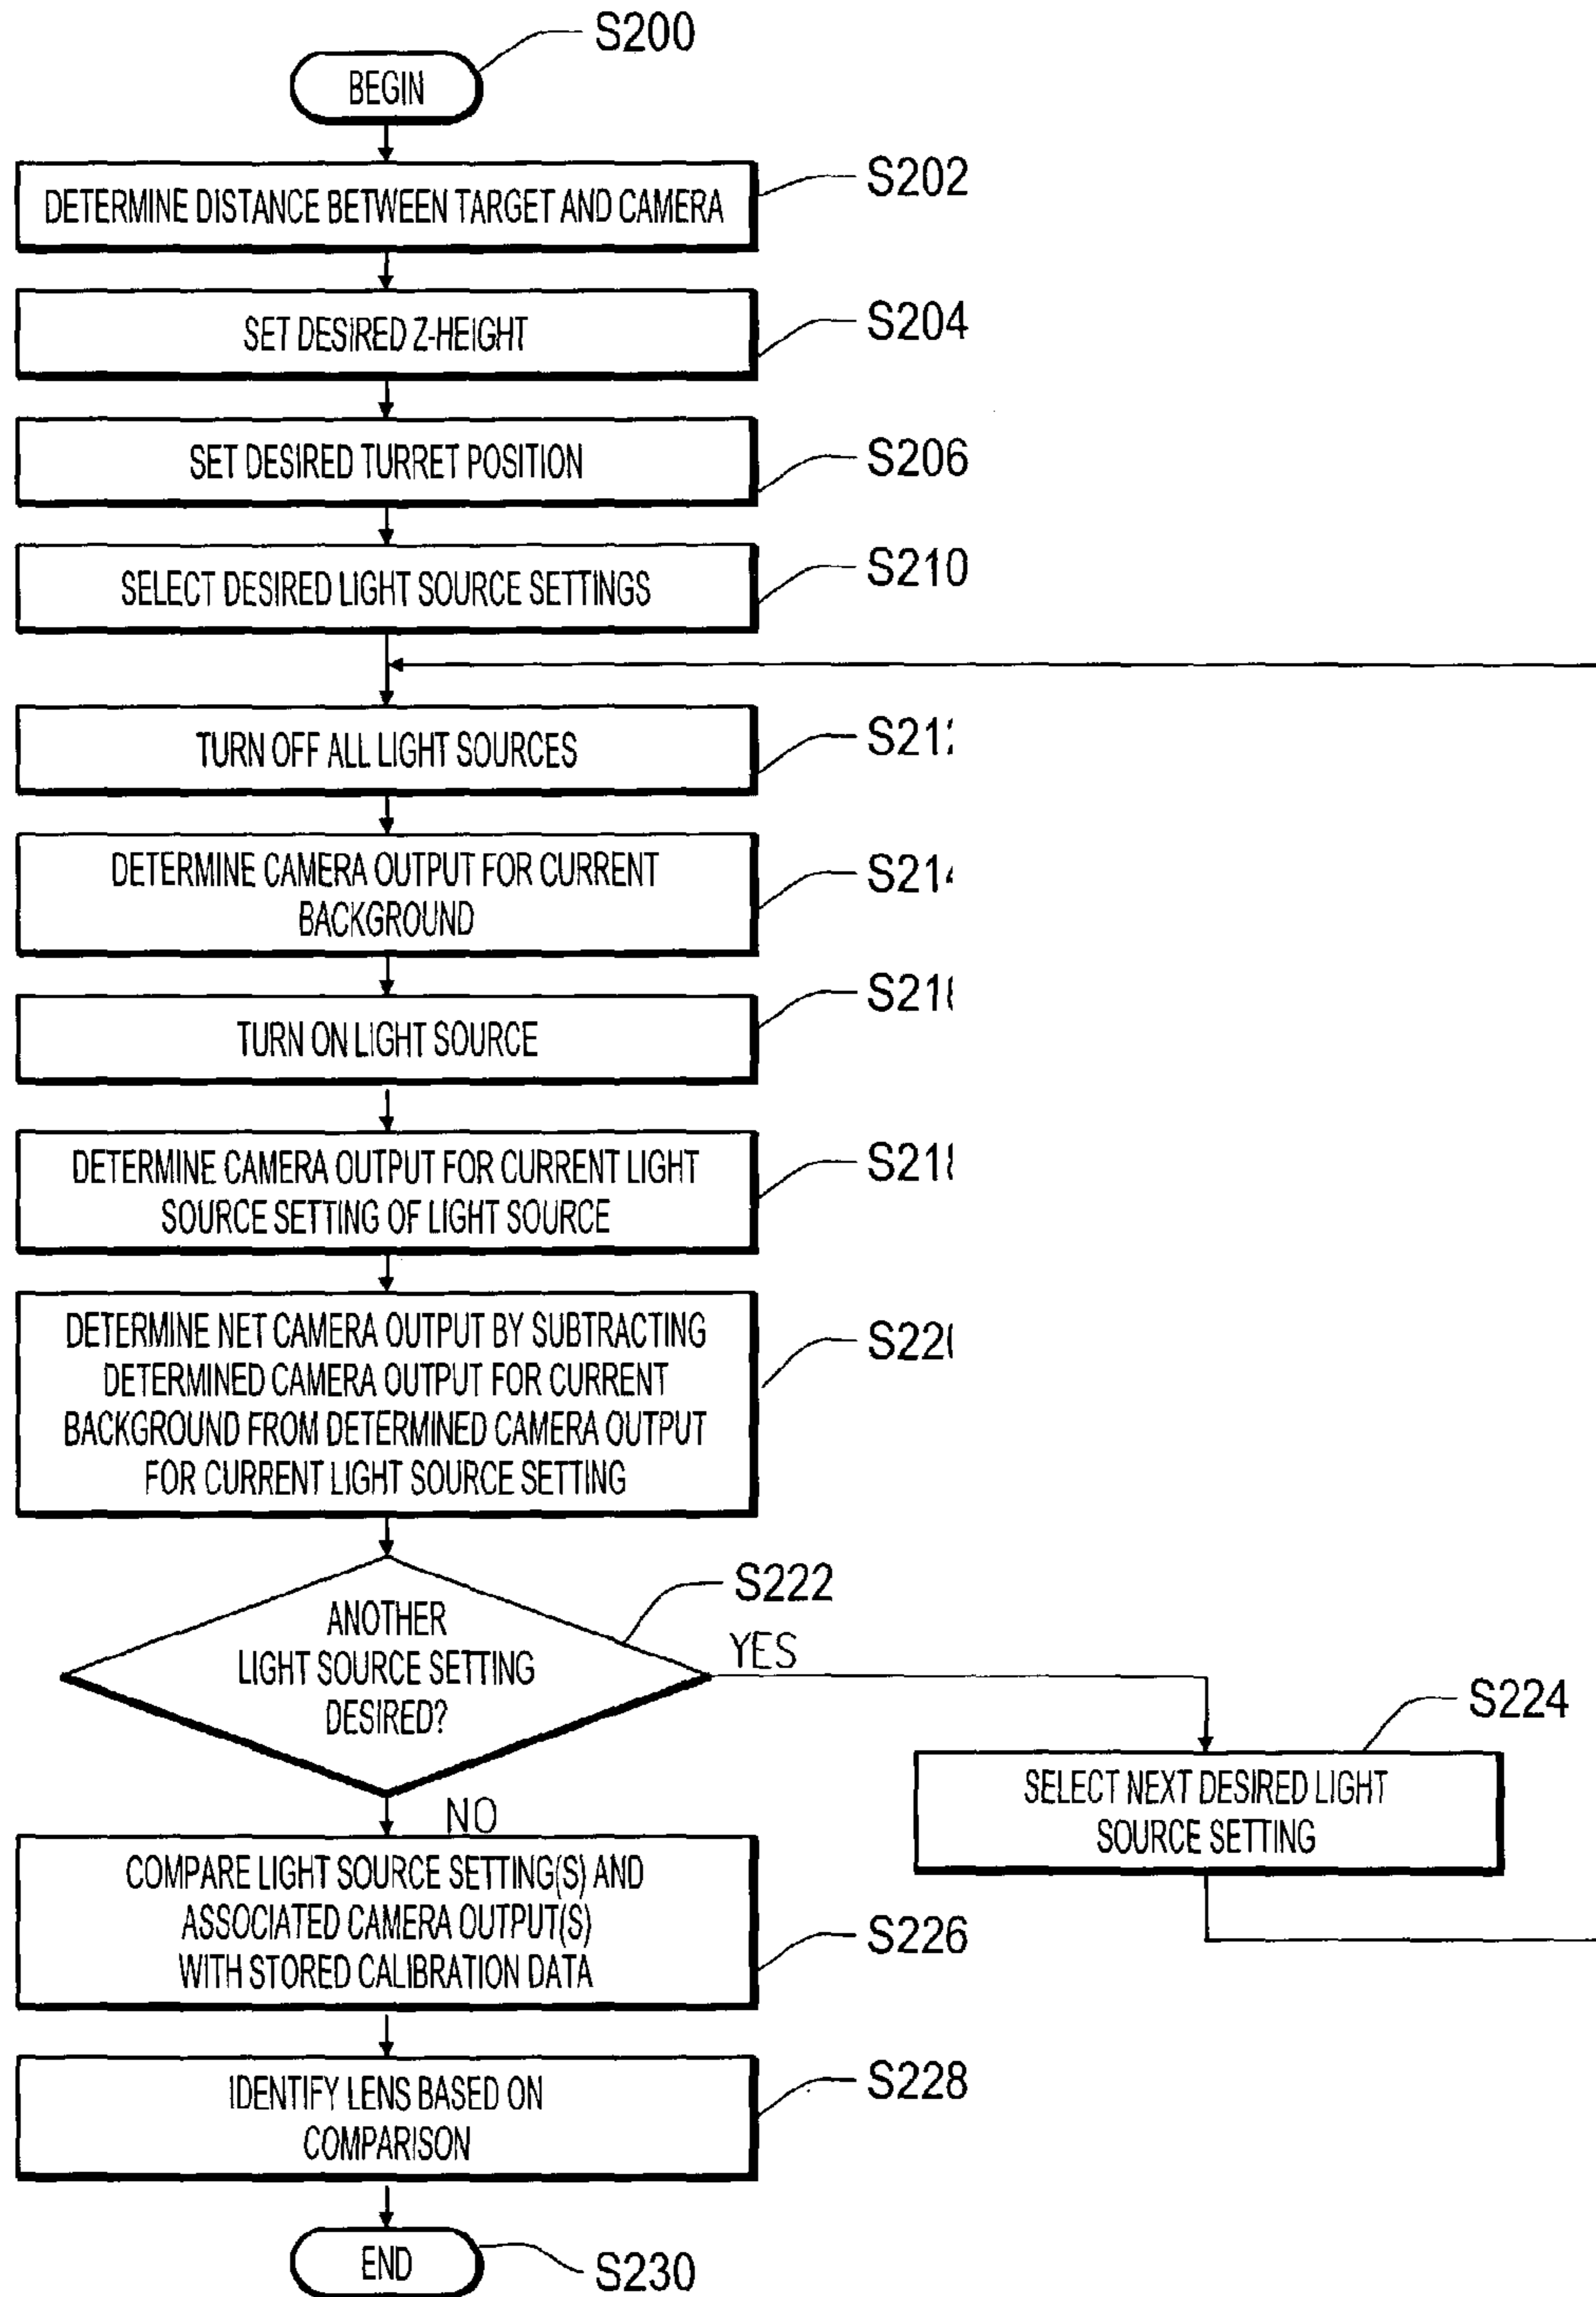 S200
BEGIN
DETERMINE DISTANCE BETWEEN TARGET AND CAMERA
S202
SET DESIRED Z-HEIGHT
S204
SET DESIRED TURRET POSITION
S206
SELECT DESIRED LIGHT SOURCE SETTINGS
S210
TURN OFF ALL LIGHT SOURCES
DETERMINE CAMERA OUTPUT FOR CURRENT
BACKGROUND
TURN ON LIGHT SOURCE
DETERMINE CAMERA OUTPUT FOR CURRENT LIGHT
SOURCE SETTING OF LIGHT SOURCE
DETERMINE NET CAMERA OUTPUT BY SUBTRACTING
DETERMINED CAMERA OUTPUT FOR CURRENT
BACKGROUND FROM DETERMINED CAMERA OUTPUT
FOR CURRENT LIGHT SOURCE SETTING
S222
ANOTHER
LIGHT SOURCE SETTING
DESIRED?
YES
S224
SELECT NEXT DESIRED LIGHT
SOURCE SETTING
NO
COMPARE LIGHT SOURCE SETTING(S) AND
ASSOCIATED CAMERA OUTPUT(S)
WITH STORED CALIBRATION DATA
S226
IDENTIFY LENS BASED ON
COMPARISON
S228
END
S230